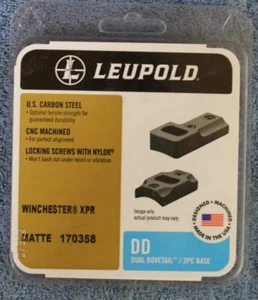 LEUPOLD®
U.S. CARBON STEEL
• Optimal tensile strength for
guaranteed durability
CNC MACHINED
• For perfect alignment
LOCKING SCREWS WITH NYLOK®
• Won't back out under recoil or vibration
Image only
actual product may vary
WINCHESTER® XPR
MATTE 170358
DESIGNED • MACHINED
MADE IN USA
DD
DUAL DOVETAIL™ / 2PC BASE